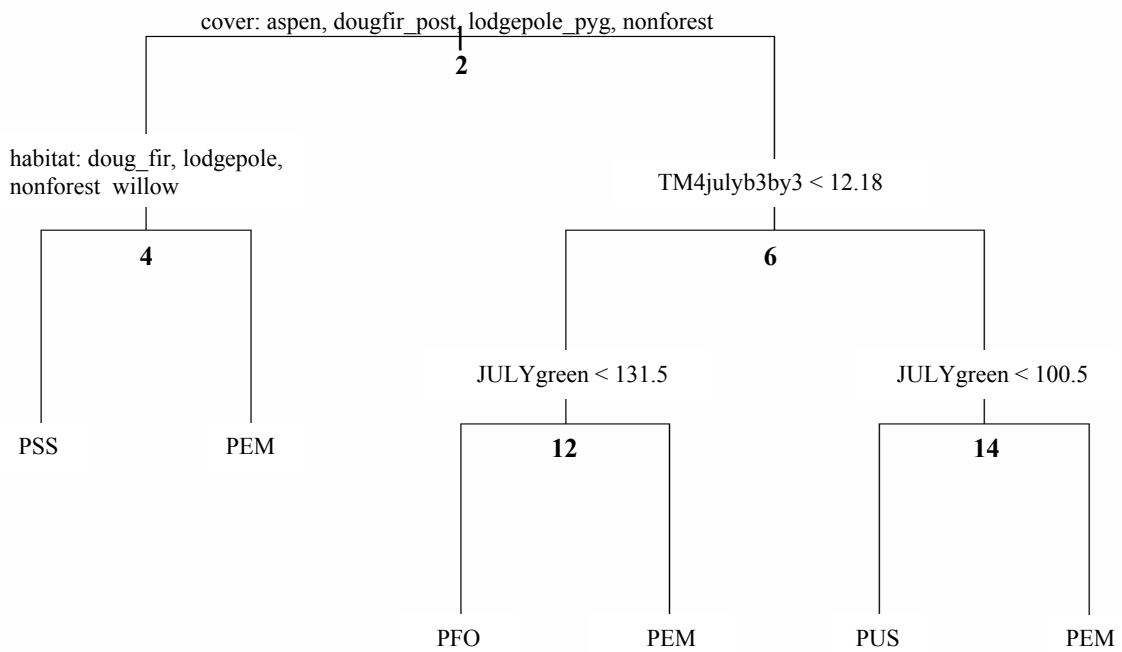 cover: aspen, dougfir_post, lodgepole_pyg, nonforest
2
habitat: doug_fir, lodgepole,
nonforest willow
TM4julyb3by3 < 12.18
4
6
JULYgreen < 131.5
JULYgreen < 100.5
PSS
PEM
12
14
PFO
PEM
PUS
PEM